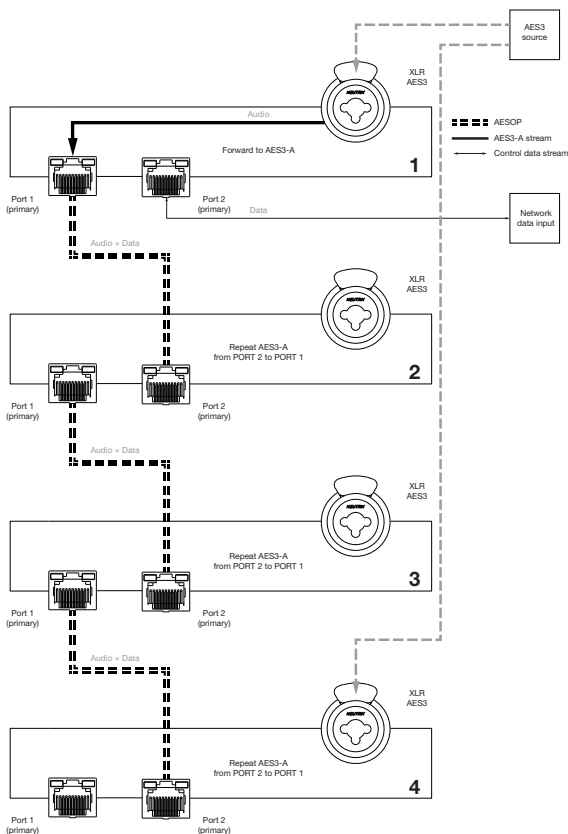 AES3
source
XLR
AES3
NEUTRIK
Audio
AESOP
AES3-A stream
Control data stream
Forward to AES3-A
1
Port 1
(primary)
Port 2
(primary)
Data
Network
data input
Audio + Data
XLR
AES3
NEUTRIK
Repeat AES3-A
from PORT 2 to PORT 1
2
Port 1
(primary)
Port 2
(primary)
Audio + Data
XLR
AES3
NEUTRIK
Repeat AES3-A
from PORT 2 to PORT 1
3
Port 1
(primary)
Port 2
(primary)
Audio + Data
XLR
AES3
NEUTRIK
Repeat AES3-A
from PORT 2 to PORT 1
4
Port 1
(primary)
Port 2
(primary)